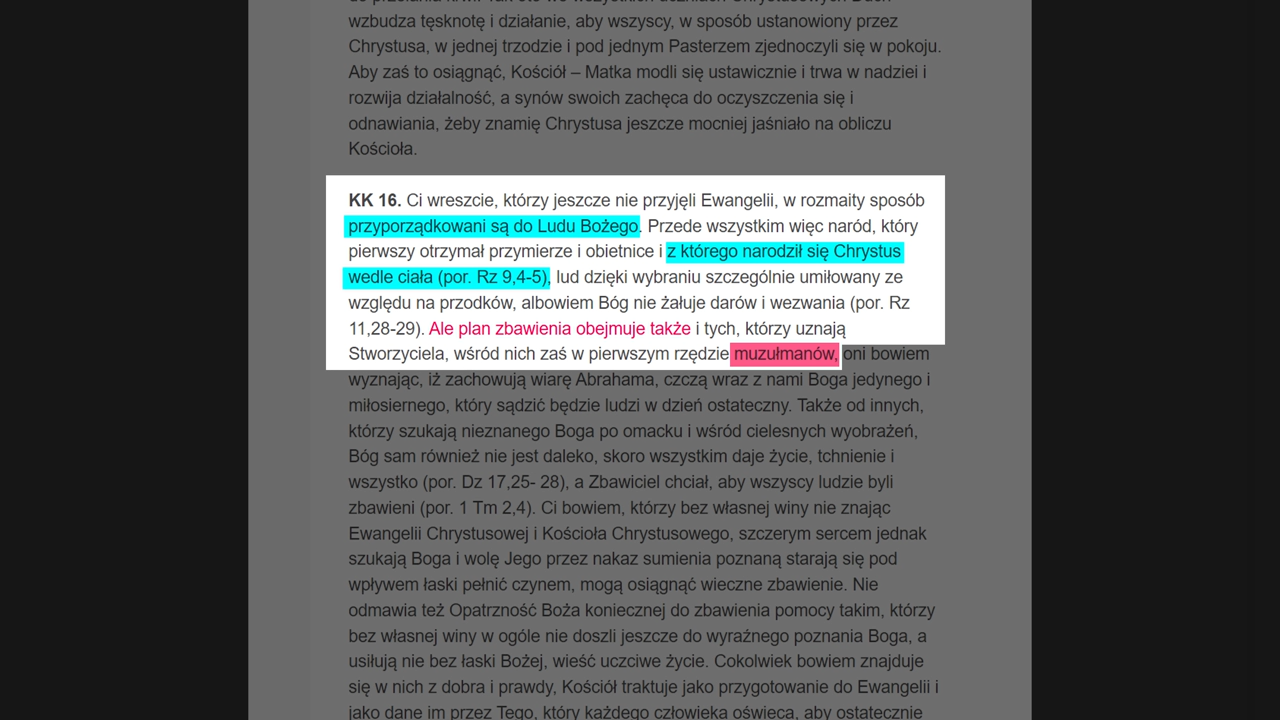 wzbudza tęsknotę i działanie, aby wszyscy, w sposób ustanowiony przez
Chrystusa, w jednej trzodzie i pod jednym Pasterzem zjednoczyli się w pokoju.
Aby zaś to osiągnąć, Kościół – Matka modli się ustawicznie i trwa w nadziei i
rozwija działalność, a synów swoich zachęca do oczyszczenia się i
odnawiania, żeby znamię Chrystusa jeszcze mocniej jaśniało na obliczu
Kościoła.
KK 16. Ci wreszcie, którzy jeszcze nie przyjęli Ewangelii, w rozmaity sposób
przyporządkowani są do Ludu Bożego. Przede wszystkim więc naród, który
pierwszy otrzymał przymierze i obietnice i z którego narodził się Chrystus
wedle ciała (por. Rz 9,4-5), lud dzięki wybraniu szczególnie umiłowany ze
względu na przodków, albowiem Bóg nie żałuje darów i wezwania (por. Rz
11,28-29). Ale plan zbawienia obejmuje także i tych, którzy uznają
Stworzyciela, wśród nich zaś w pierwszym rzędzie muzułmanów, oni bowiem
wyznając, iż zachowują wiarę Abrahama, czczą wraz z nami Boga jedynego i
miłosiernego, który sądzić będzie ludzi w dzień ostateczny. Także od innych,
którzy szukają nieznanego Boga po omacku i wśród cielesnych wyobrażeń,
Bóg sam również nie jest daleko, skoro wszystkim daje życie, tchnienie i
wszystko (por. Dz 17,25- 28), a Zbawiciel chciał, aby wszyscy ludzie byli
zbawieni (por. 1 Tm 2,4). Ci bowiem, którzy bez własnej winy nie znając
Ewangelii Chrystusowej i Kościoła Chrystusowego, szczerym sercem jednak
szukają Boga i wolę Jego przez nakaz sumienia poznaną starają się pod
wpływem łaski pełnić czynem, mogą osiągnąć wieczne zbawienie. Nie
odmawia też Opatrzność Boża koniecznej do zbawienia pomocy takim, którzy
bez własnej winy w ogóle nie doszli jeszcze do wyraźnego poznania Boga, a
usiłują nie bez łaski Bożej, wieść uczciwe życie. Cokolwiek bowiem znajduje
się w nich z dobra i prawdy, Kościół traktuje jako przygotowanie do Ewangelii i
jako dane im przez Tego, który każdego człowieka oświeca, aby ostatecznie